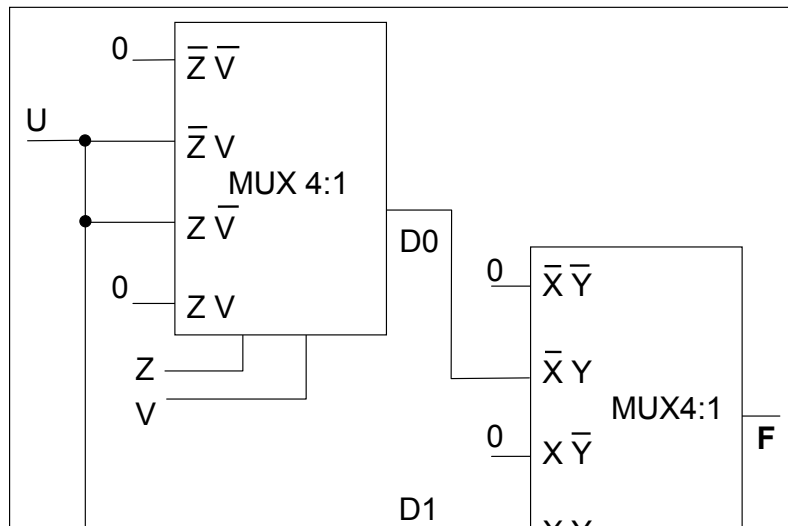 0
Z̅ V̅
U
Z̅ V
MUX 4:1
Z V̅
D0
0
Z V
0
X̅ Y̅
Z
X̅ Y
V
MUX4:1
0
X Y̅
F
D1
X Y